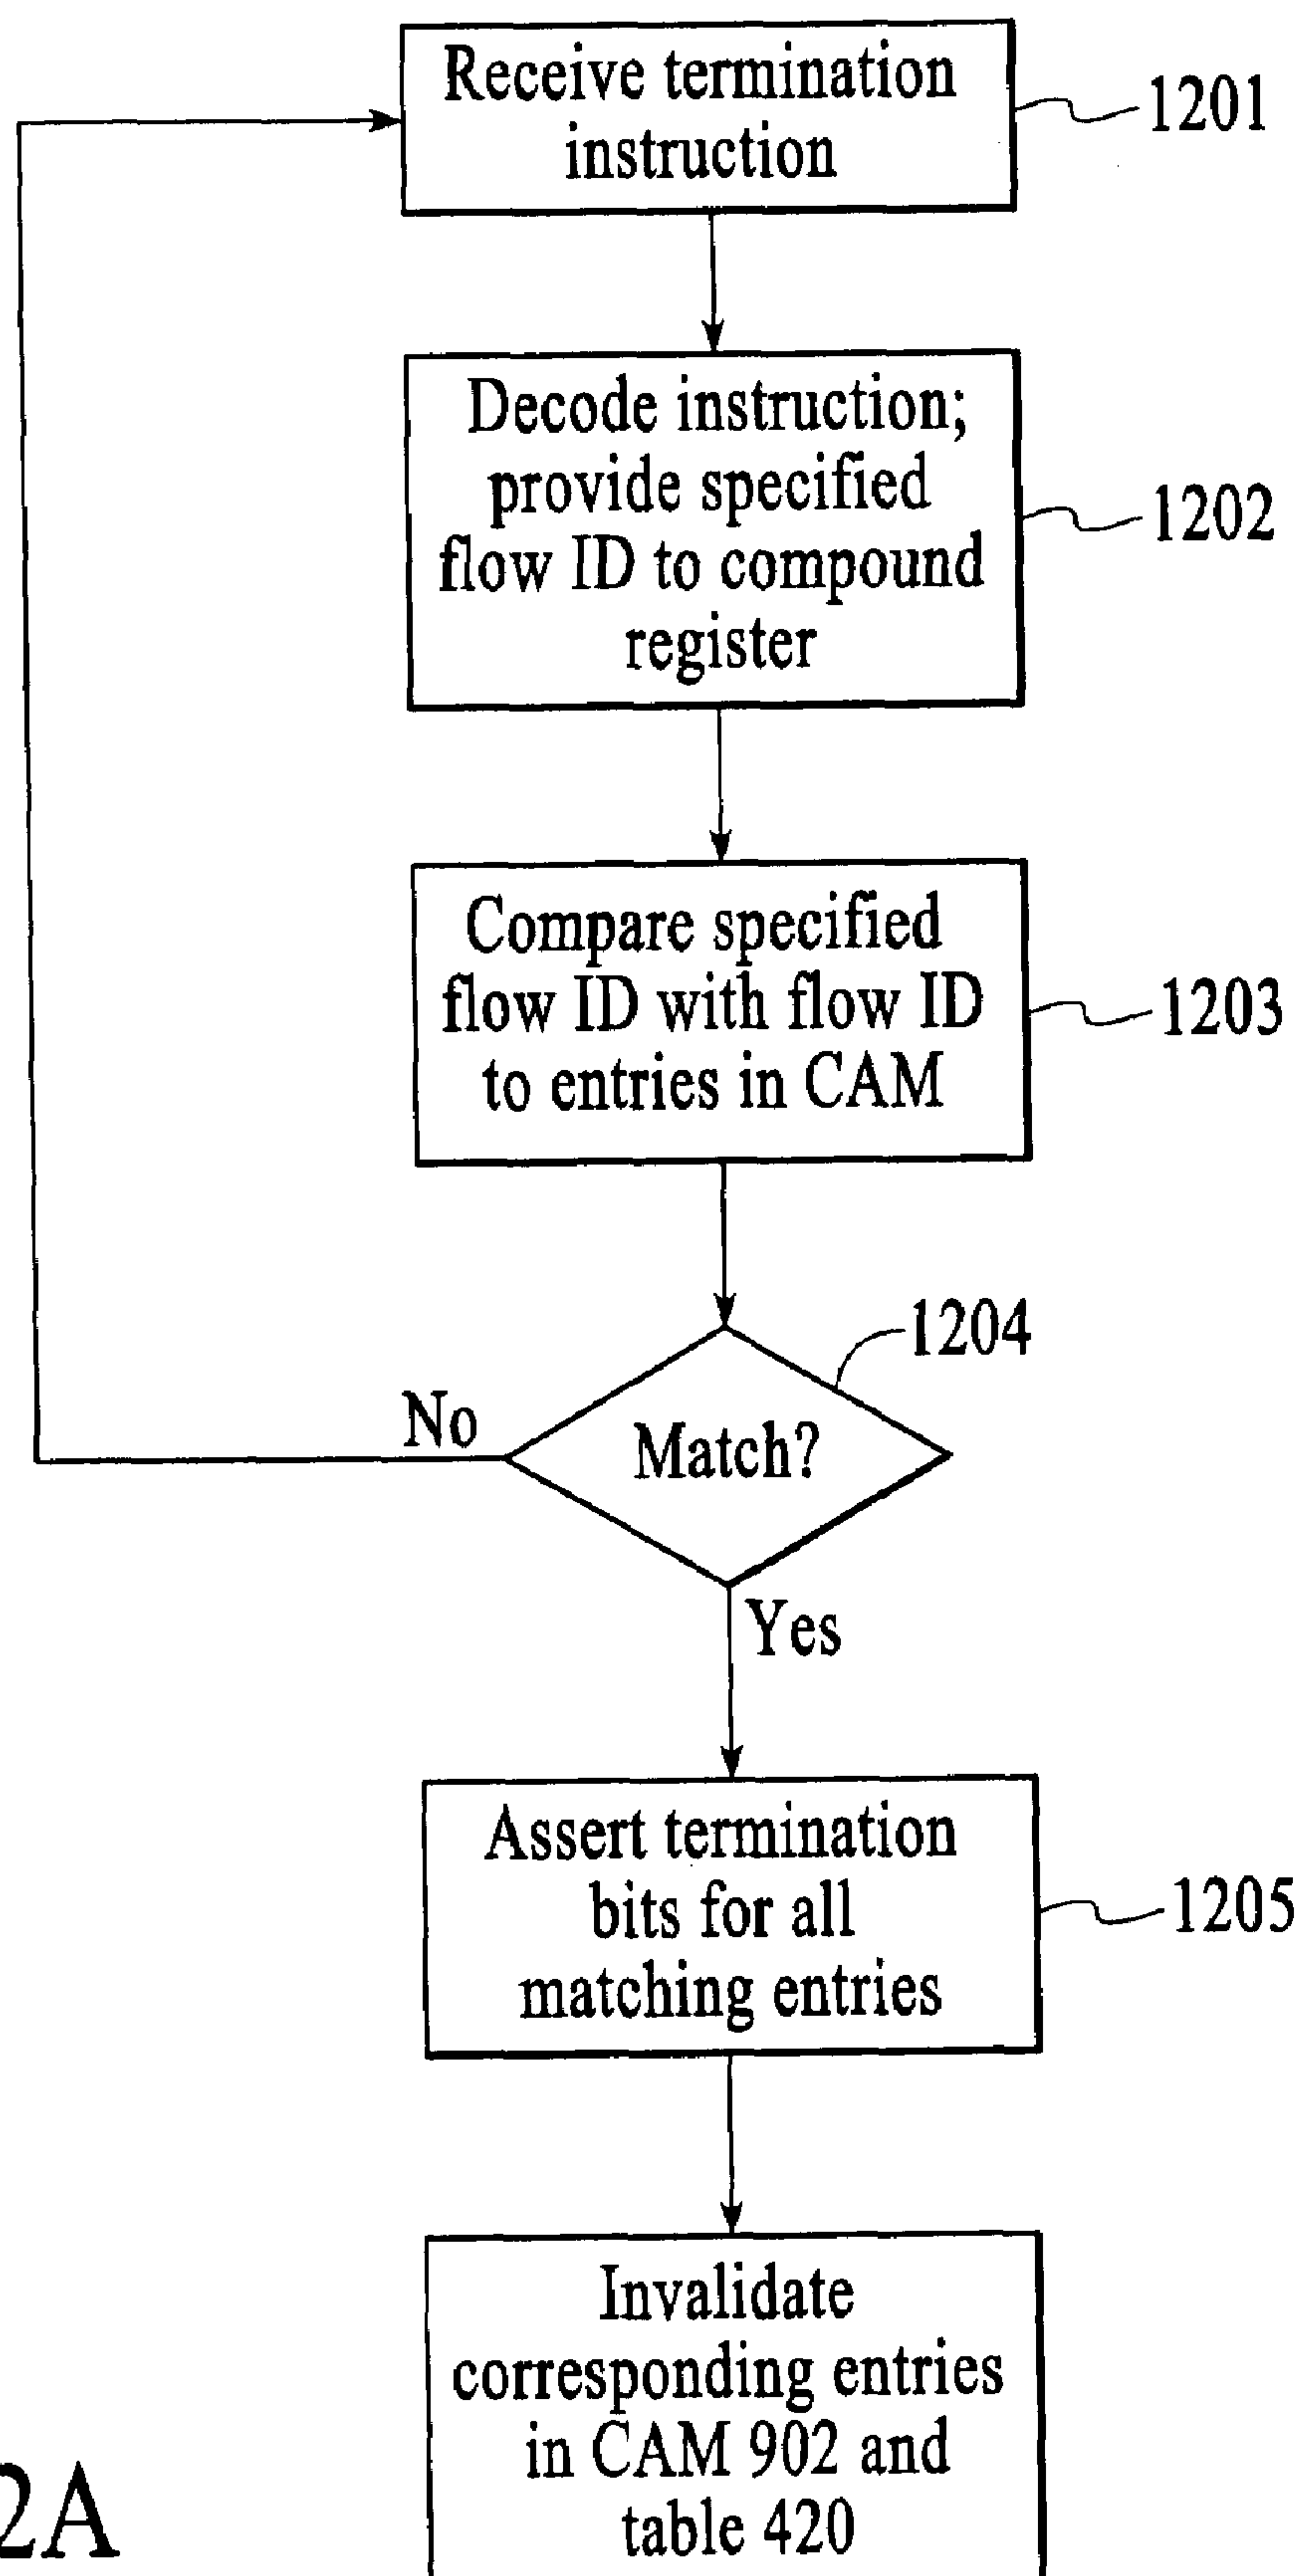 Receive termination
instruction
1201
Decode instruction;
provide specified
flow ID to compound
register
1202
Compare specified
flow ID with flow ID
to entries in CAM
1203
1204
Match?
No
Yes
Assert termination
bits for all
matching entries
1205
Invalidate
corresponding entries
in CAM 902 and
table 420
2A